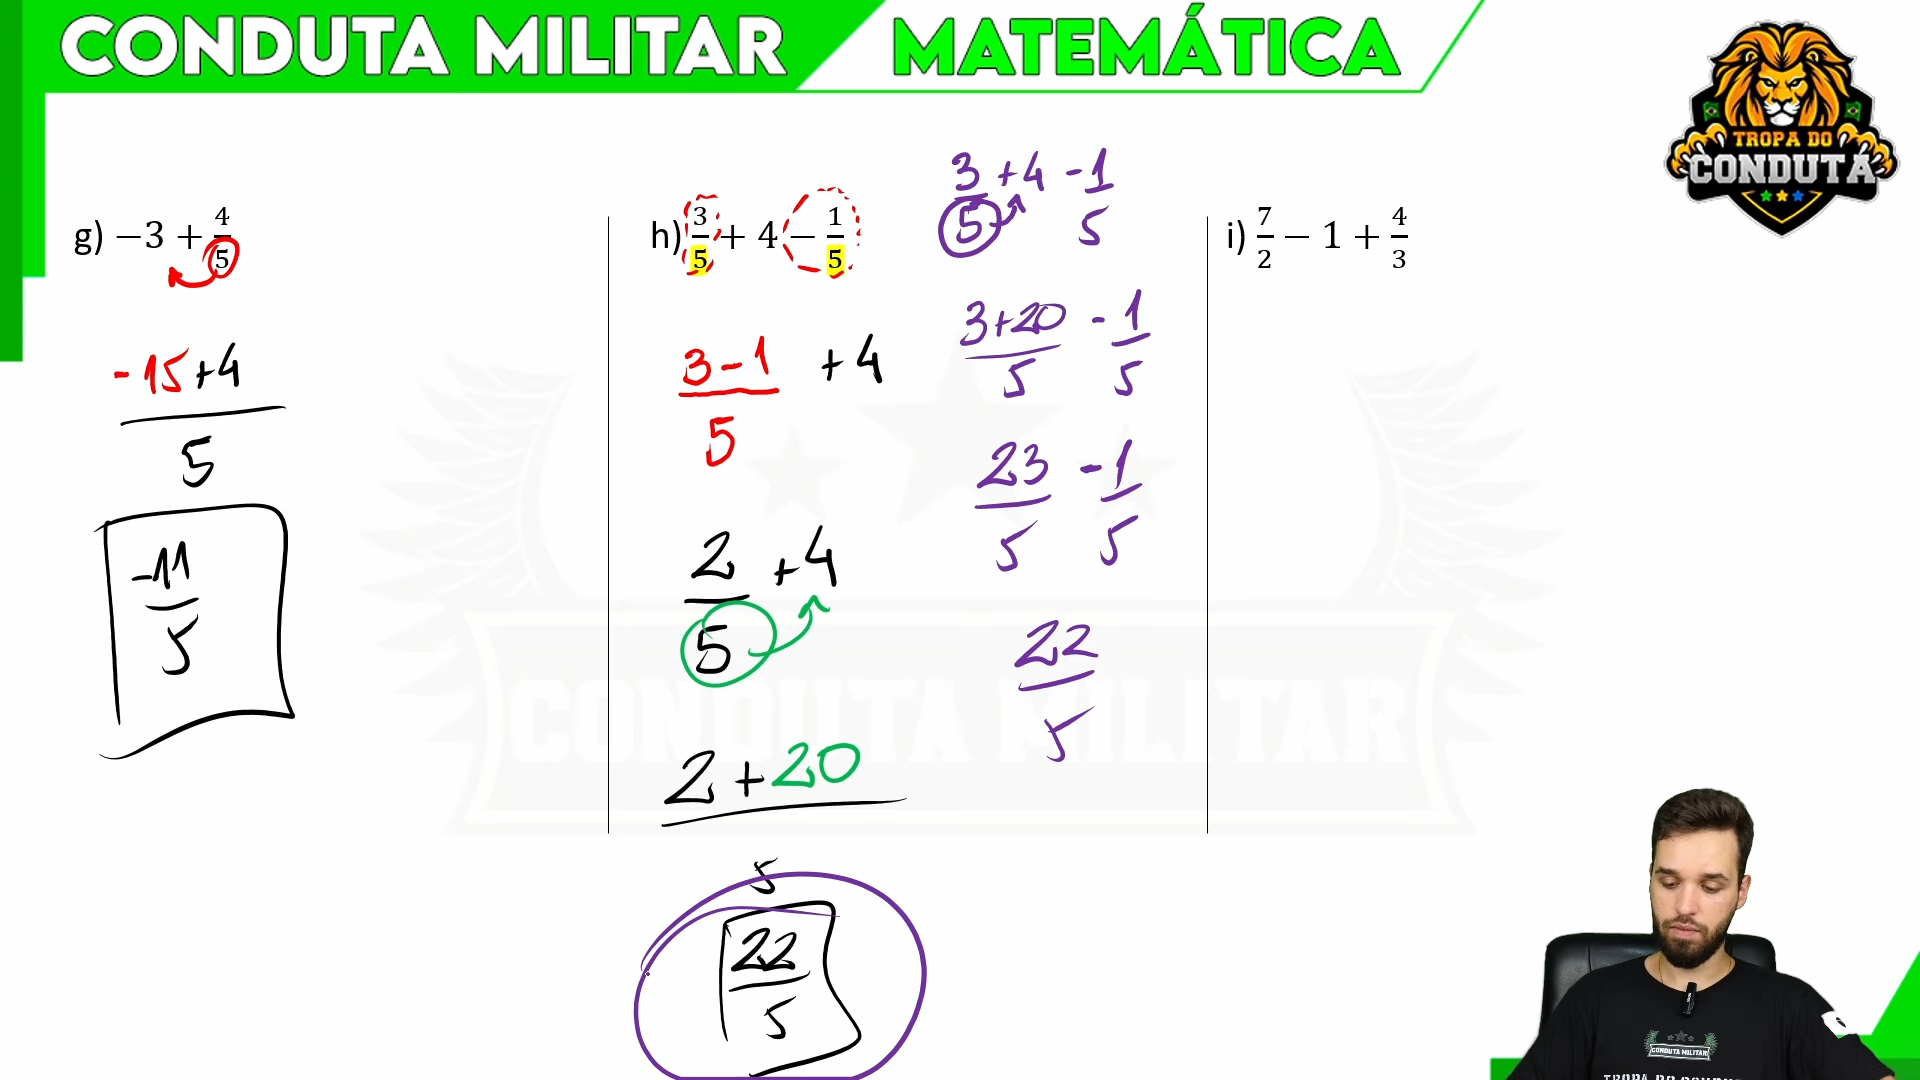 CONDUTA MILITAR MATEMÁTICA
TROPA DO
CONDUTA
g) −3 + 4/5
-15+4
5
-11
5
h) 3/5 + 4 − 1/5
3-1 +4
5
2 +4
5
2+20
5
22
5
3 +4 -1
5 5
3+20 -1
5 5
23 -1
5 5
22
5
i) 7/2 − 1 + 4/3
CONDUTA MILITAR
CONDUTA MILITAR